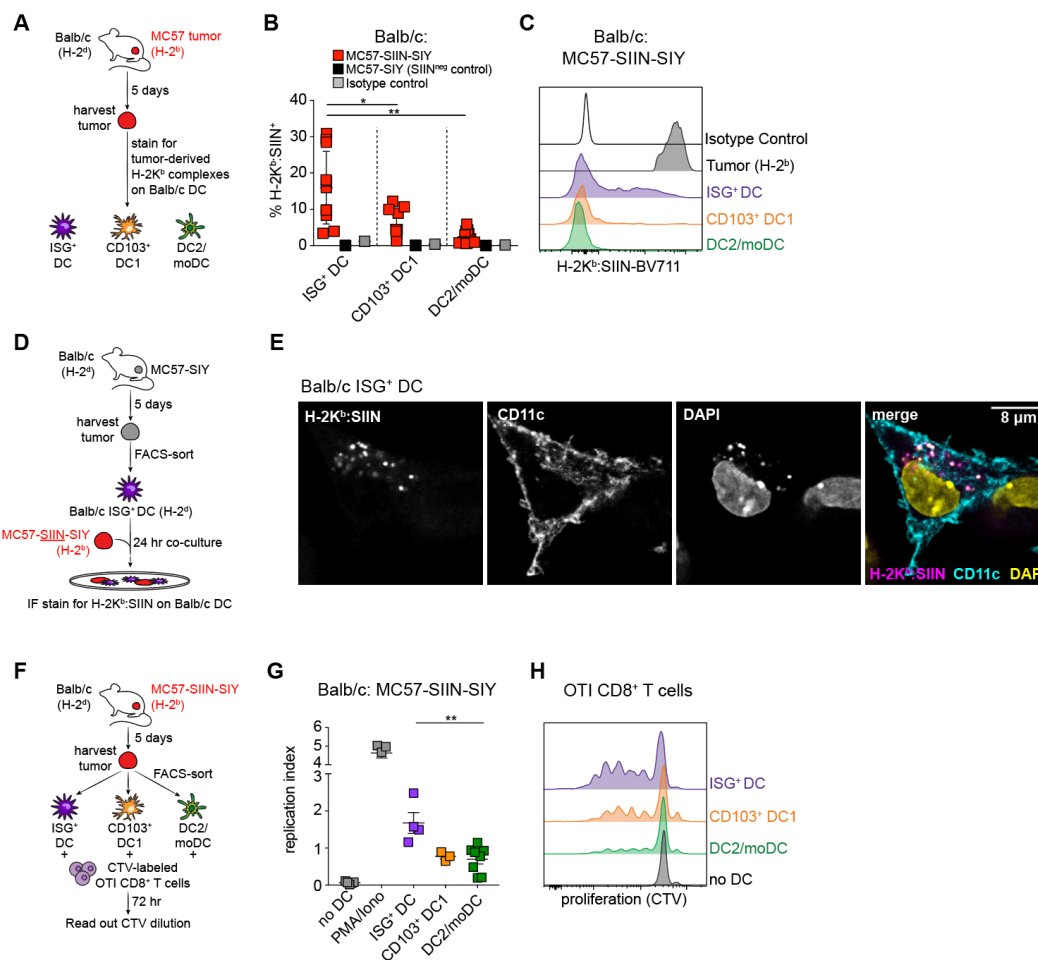 A
Balb/c
(H-2ᵈ)
MC57 tumor
(H-2ᵇ)
5 days
harvest
tumor
stain for
tumor-derived
H-2Kᵇ complexes
on Balb/c DC
ISG⁺
DC
CD103⁺
DC1
DC2/
moDC
B
Balb/c:
MC57-SIIN-SIY
MC57-SIY (SIINⁿᵉᵍ control)
Isotype control
% H-2Kᵇ:SIIN⁺
40
30
20
10
0
*
**
ISG⁺ DC
CD103⁺ DC1
DC2/moDC
C
Balb/c:
MC57-SIIN-SIY
Isotype Control
Tumor (H-2ᵇ)
ISG⁺ DC
CD103⁺ DC1
DC2/moDC
H-2Kᵇ:SIIN-BV711
D
Balb/c
(H-2ᵈ)
MC57-SIY
5 days
harvest
tumor
FACS-sort
Balb/c ISG⁺ DC (H-2ᵈ)
MC57-SIIN-SIY
(H-2ᵇ)
24 hr co-culture
IF stain for H-2Kᵇ:SIIN on Balb/c DC
E
Balb/c ISG⁺ DC
H-2Kᵇ:SIIN
CD11c
DAPI
merge
8 µm
H-2Kᵇ:SIIN CD11c DAP
F
Balb/c
(H-2ᵈ)
MC57-SIIN-SIY
(H-2ᵇ)
5 days
harvest
tumor
FACS-sort
ISG⁺
DC
+
CD103⁺
DC1
+
DC2/
moDC
+
CTV-labeled
OTI CD8⁺ T cells
72 hr
Read out CTV dilution
G
Balb/c: MC57-SIIN-SIY
replication index
6
5
4
3
2
1
0
**
no DC
PMA/Iono
ISG⁺ DC
CD103⁺ DC1
DC2/moDC
H
OTI CD8⁺ T cells
ISG⁺ DC
CD103⁺ DC1
DC2/moDC
no DC
proliferation (CTV)